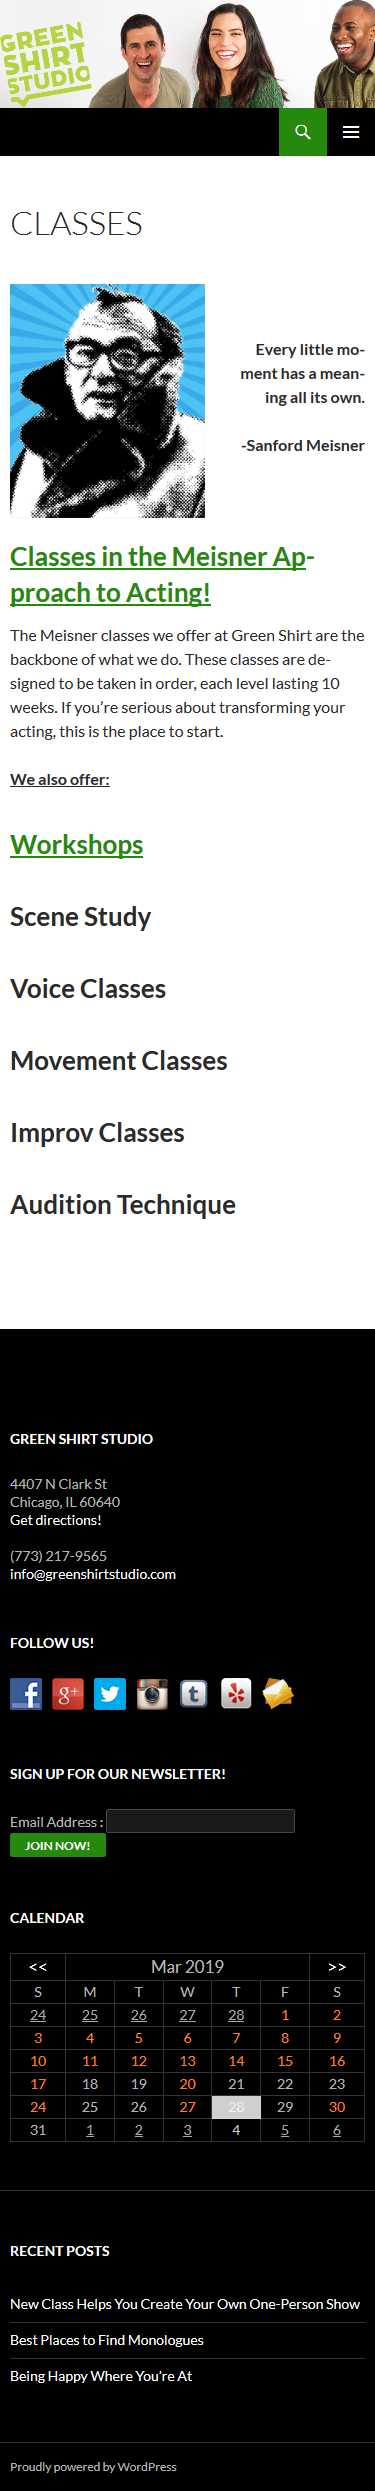 GREEN
SHIRT
STUDIO
CLASSES
Every little mo-
ment has a mean-
ing all its own.
-Sanford Meisner
Classes in the Meisner Ap-
proach to Acting!
The Meisner classes we offer at Green Shirt are the
backbone of what we do. These classes are de-
signed to be taken in order, each level lasting 10
weeks. If you’re serious about transforming your
acting, this is the place to start.
We also offer:
Workshops
Scene Study
Voice Classes
Movement Classes
Improv Classes
Audition Technique
GREEN SHIRT STUDIO
4407 N Clark St
Chicago, IL 60640
Get directions!
(773) 217-9565
info@greenshirtstudio.com
FOLLOW US!
f g+ t
SIGN UP FOR OUR NEWSLETTER!
Email Address :
JOIN NOW!
CALENDAR
<< Mar 2019 >>
S M T W T F S
24 25 26 27 28 1 2
3 4 5 6 7 8 9
10 11 12 13 14 15 16
17 18 19 20 21 22 23
24 25 26 27 28 29 30
31 1 2 3 4 5 6
RECENT POSTS
New Class Helps You Create Your Own One-Person Show
Best Places to Find Monologues
Being Happy Where You’re At
Proudly powered by WordPress